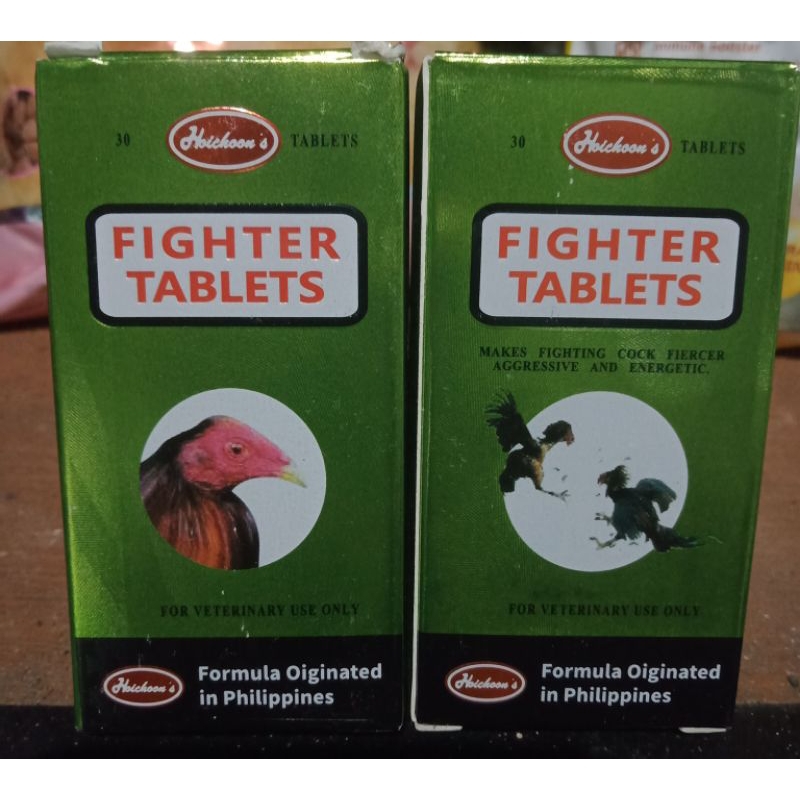 30 Hoichoon's TABLETS
FIGHTER
TABLETS
FOR VETERINARY USE ONLY
Hoichoon's
Formula Oiginated
in Philippines
30 Hoichoon's TABLETS
FIGHTER
TABLETS
MAKES FIGHTING COCK FIERCER
AGGRESSIVE AND ENERGETIC.
FOR VETERINARY USE ONLY
Hoichoon's
Formula Oiginated
in Philippines